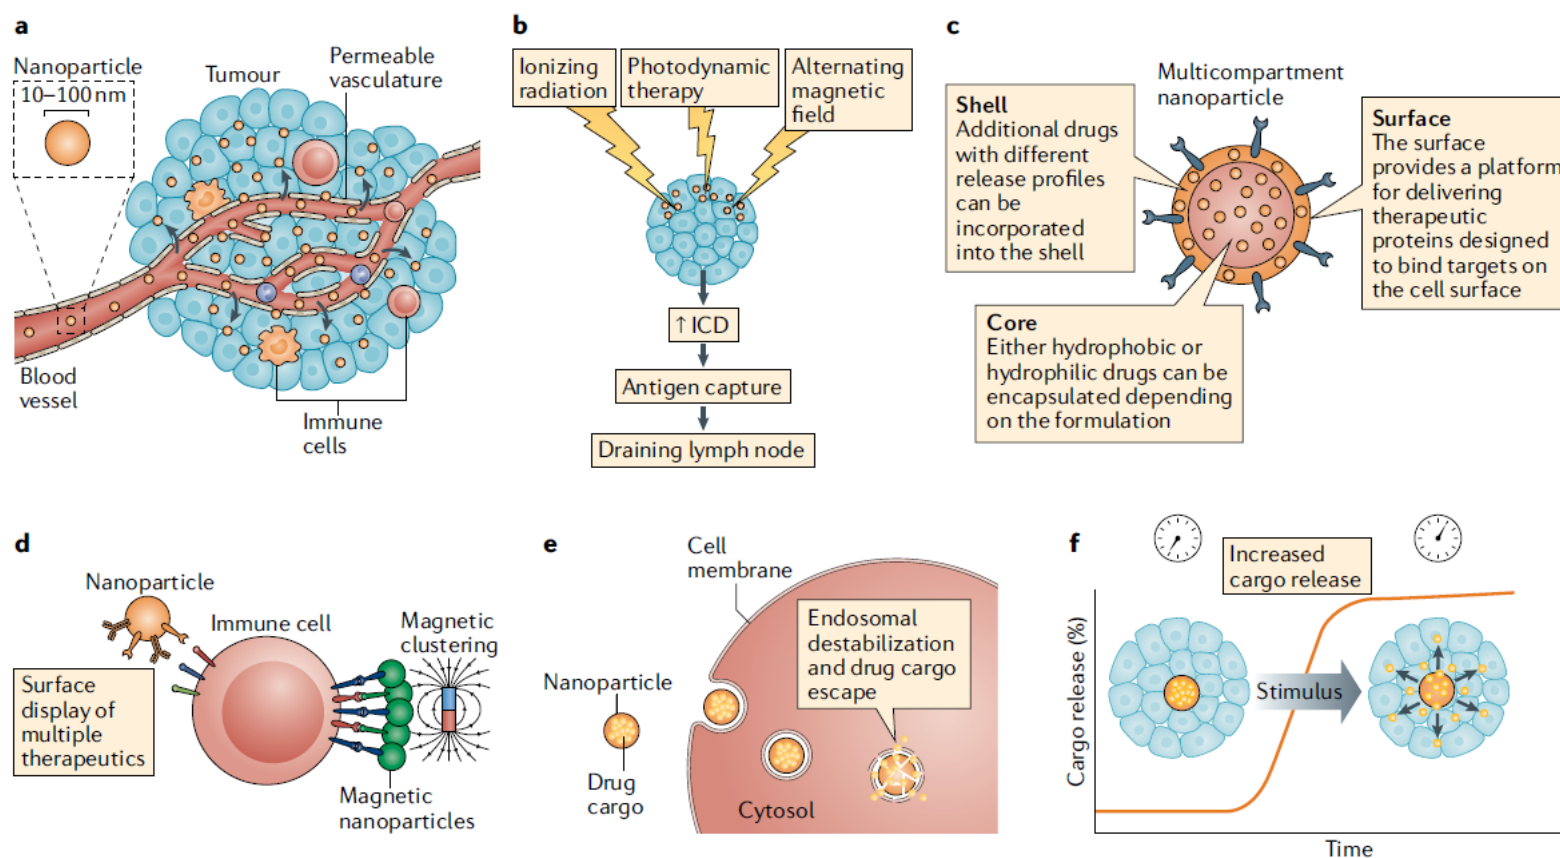 a
Nanoparticle
10–100 nm
Tumour
Permeable
vasculature
Blood
vessel
Immune
cells
b
Ionizing
radiation
Photodynamic
therapy
Alternating
magnetic
field
↑ ICD
Antigen capture
Draining lymph node
c
Multicompartment
nanoparticle
Shell
Additional drugs
with different
release profiles
can be
incorporated
into the shell
Surface
The surface
provides a platform
for delivering
therapeutic
proteins designed
to bind targets on
the cell surface
Core
Either hydrophobic or
hydrophilic drugs can be
encapsulated depending
on the formulation
d
Nanoparticle
Immune cell
Magnetic
clustering
Surface
display of
multiple
therapeutics
Magnetic
nanoparticles
e
Cell
membrane
Nanoparticle
Drug
cargo
Endosomal
destabilization
and drug cargo
escape
Cytosol
f
Increased
cargo release
Cargo release (%)
Stimulus
Time